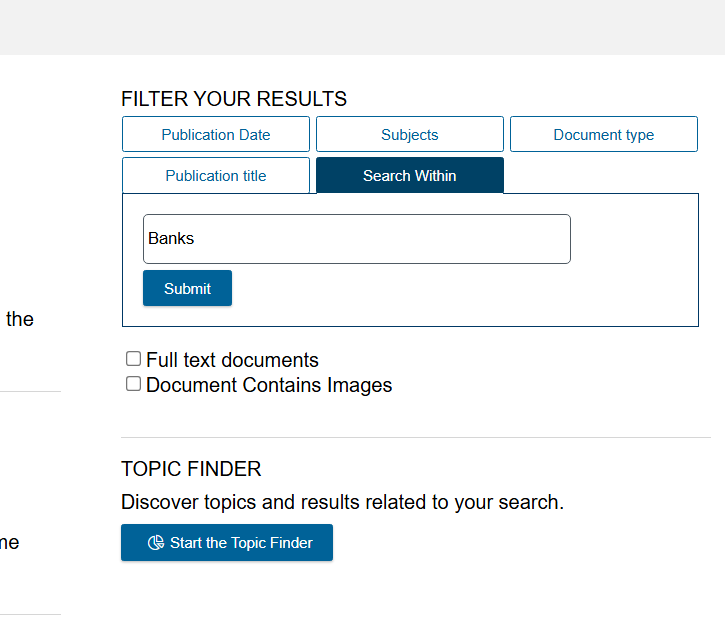 FILTER YOUR RESULTS
Publication Date Subjects Document type
Publication title Search Within
Banks
Submit
the
Full text documents
Document Contains Images
TOPIC FINDER
Discover topics and results related to your search.
Start the Topic Finder